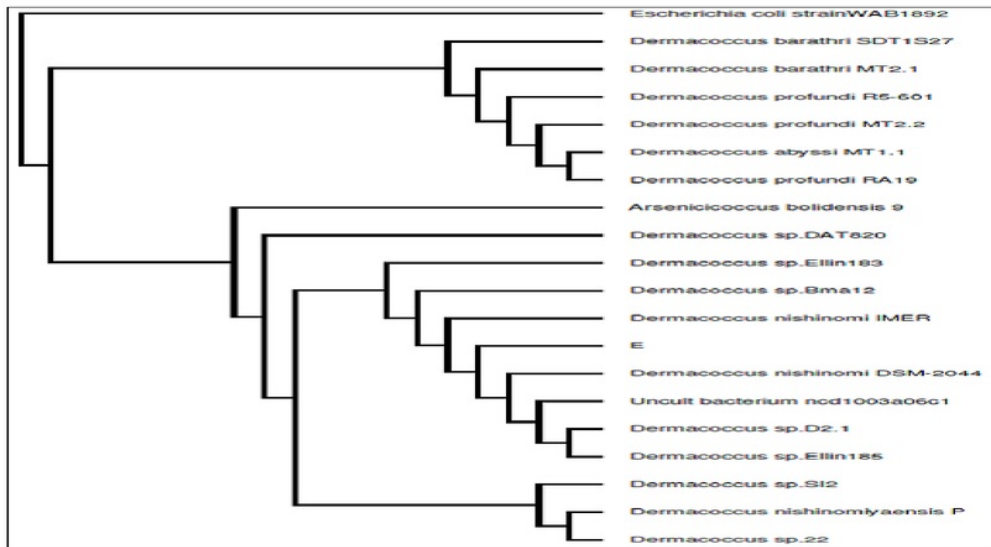 Escherichia coli strainWAB1892
Dermacoccus barathri SDT1S27
Dermacoccus barathri MT2.1
Dermacoccus profundi R5-601
Dermacoccus profundi MT2.2
Dermacoccus abyssi MT1.1
Dermacoccus profundi RA19
Arsenicicoccus bolidensis 9
Dermacoccus sp.DAT820
Dermacoccus sp.Ellin183
Dermacoccus sp.Bma12
Dermacoccus nishinomi IMER
E
Dermacoccus nishinomi DSM-2044
Uncult bacterium ncd1003a06c1
Dermacoccus sp.D2.1
Dermacoccus sp.Ellin185
Dermacoccus sp.SI2
Dermacoccus nishinomiyaensis P
Dermacoccus sp.22